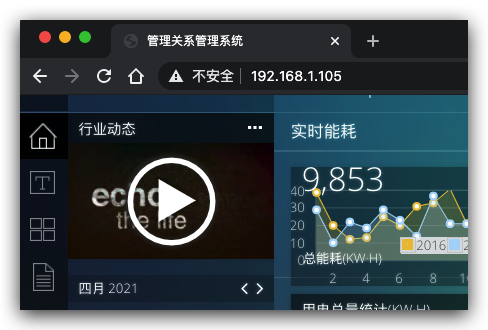 管理关系管理系统
不安全 192.168.1.105
行业动态
echo
the life
四月 2021
实时能耗
9,853
40
30
20
10
0
2016
总能耗(KW·H)
2 4 6 8
用电总量统计(KW·H)